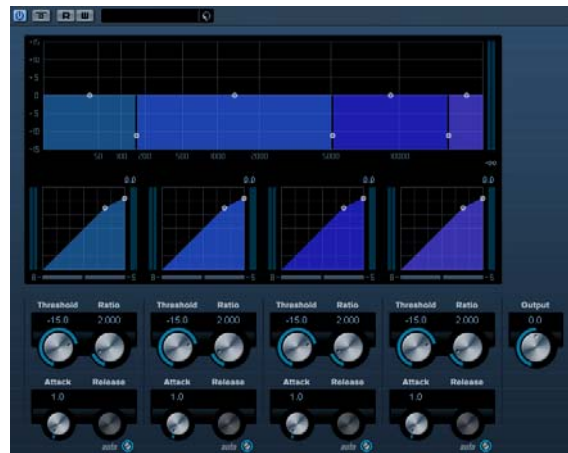 R W
+15
+10
+5
0
-5
-10
-15
50 100 200 500 1000 2000 5000 10000
0.0 0.0 0.0 0.0
Threshold Ratio Threshold Ratio Threshold Ratio Threshold Ratio Output
-15.0 2.000 -15.0 2.000 -15.0 2.000 -15.0 2.000 0.0
Attack Release Attack Release Attack Release Attack Release
1.0 1.0 1.0 1.0
auto auto auto auto